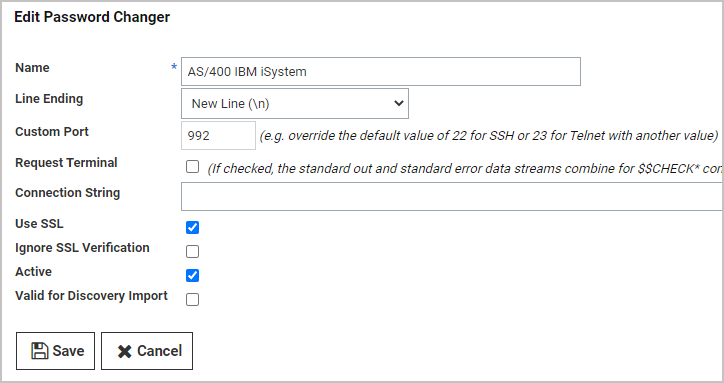 Edit Password Changer
Name * AS/400 IBM iSystem
Line Ending New Line (\n)
Custom Port 992 (e.g. override the default value of 22 for SSH or 23 for Telnet with another value)
Request Terminal (If checked, the standard out and standard error data streams combine for $$CHECK*
Connection String
Use SSL
Ignore SSL Verification
Active
Valid for Discovery Import
Save Cancel